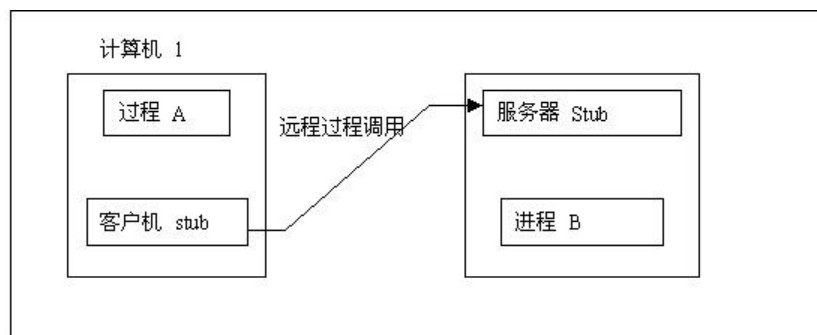 计算机 1
过程 A
服务器 Stub
远程过程调用
客户机 stub
进程 B